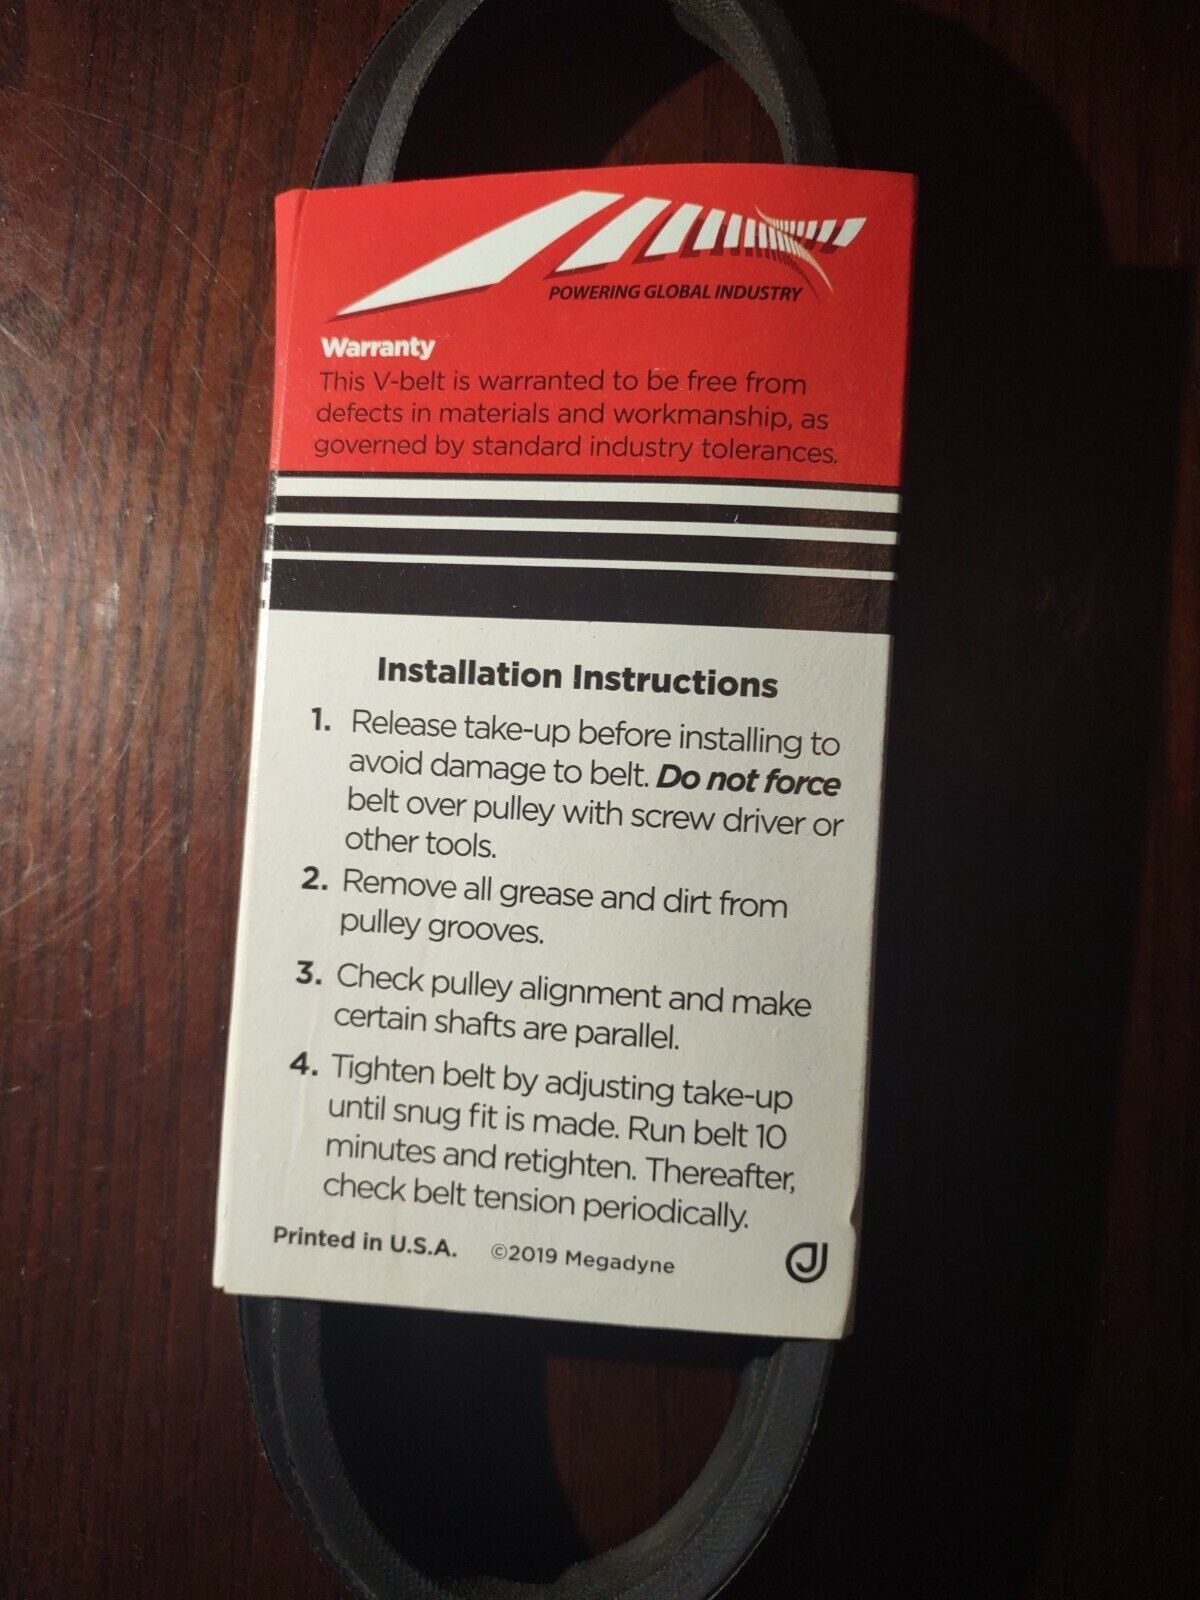 POWERING GLOBAL INDUSTRY
Warranty
This V-belt is warranted to be free from
defects in materials and workmanship, as
governed by standard industry tolerances.
Installation Instructions
1. Release take-up before installing to
avoid damage to belt. Do not force
belt over pulley with screw driver or
other tools.
2. Remove all grease and dirt from
pulley grooves.
3. Check pulley alignment and make
certain shafts are parallel.
4. Tighten belt by adjusting take-up
until snug fit is made. Run belt 10
minutes and retighten. Thereafter,
check belt tension periodically.
Printed in U.S.A. ©2019 Megadyne